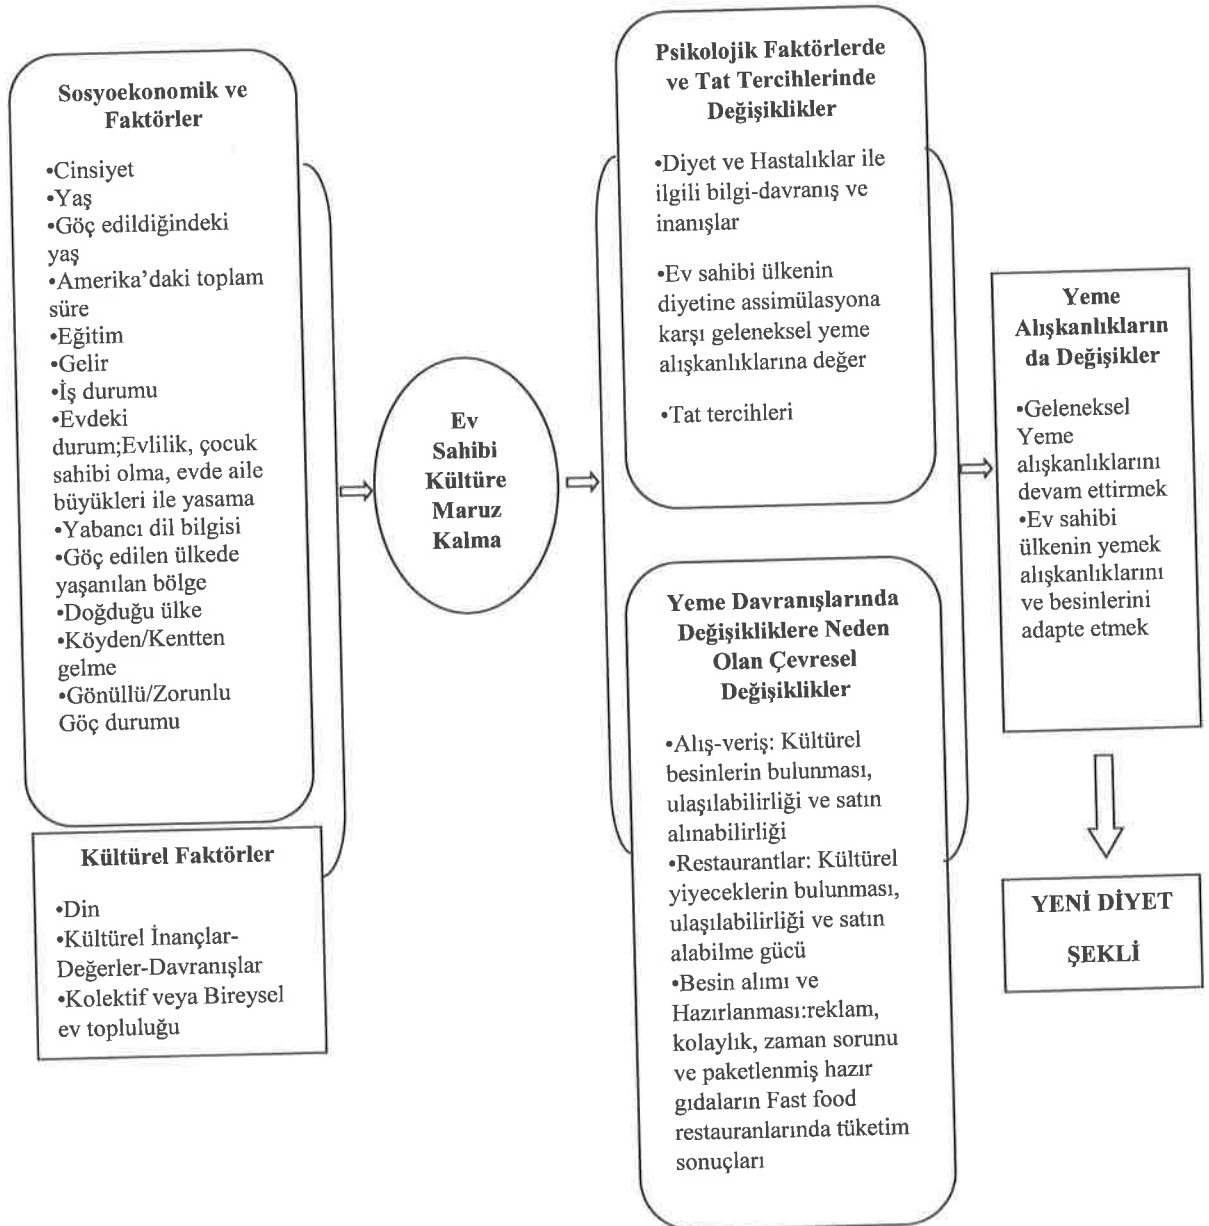 Sosyoekonomik ve
Faktörler
•Cinsiyet
•Yaş
•Göç edildiğindeki
yaş
•Amerika’daki toplam
süre
•Eğitim
•Gelir
•İş durumu
•Evdeki
durum;Evlilik, çocuk
sahibi olma, evde aile
büyükleri ile yasama
•Yabancı dil bilgisi
•Göç edilen ülkede
yaşanılan bölge
•Doğduğu ülke
•Köyden/Kentten
gelme
•Gönüllü/Zorunlu
Göç durumu
Kültürel Faktörler
•Din
•Kültürel İnançlar-
Değerler-Davranışlar
•Kolektif veya Bireysel
ev topluluğu
Ev
Sahibi
Kültüre
Maruz
Kalma
Psikolojik Faktörlerde
ve Tat Tercihlerinde
Değişiklikler
•Diyet ve Hastalıklar ile
ilgili bilgi-davranış ve
inanışlar
•Ev sahibi ülkenin
diyetine assimülasyona
karşı geleneksel yeme
alışkanlıklarına değer
•Tat tercihleri
Yeme Davranışlarında
Değişikliklere Neden
Olan Çevresel
Değişiklikler
•Alış-veriş: Kültürel
besinlerin bulunması,
ulaşılabilirliği ve satın
alınabilirliği
•Restaurantlar: Kültürel
yiyeceklerin bulunması,
ulaşılabilirliği ve satın
alabilme gücü
•Besin alımı ve
Hazırlanması:reklam,
kolaylık, zaman sorunu
ve paketlenmiş hazır
gıdaların Fast food
restauranlarında tüketim
sonuçları
Yeme
Alışkanlıkların
da Değişikler
•Geleneksel
Yeme
alışkanlıklarını
devam ettirmek
•Ev sahibi
ülkenin yemek
alışkanlıklarını
ve besinlerini
adapte etmek
YENİ DİYET
ŞEKLİ